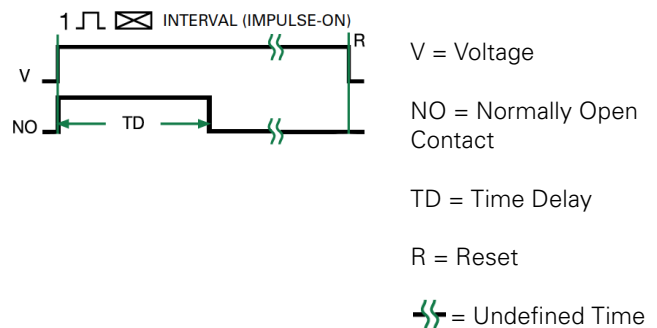 1 INTERVAL (IMPULSE-ON)
R
V
NO
TD
V = Voltage
NO = Normally Open
Contact
TD = Time Delay
R = Reset
= Undefined Time